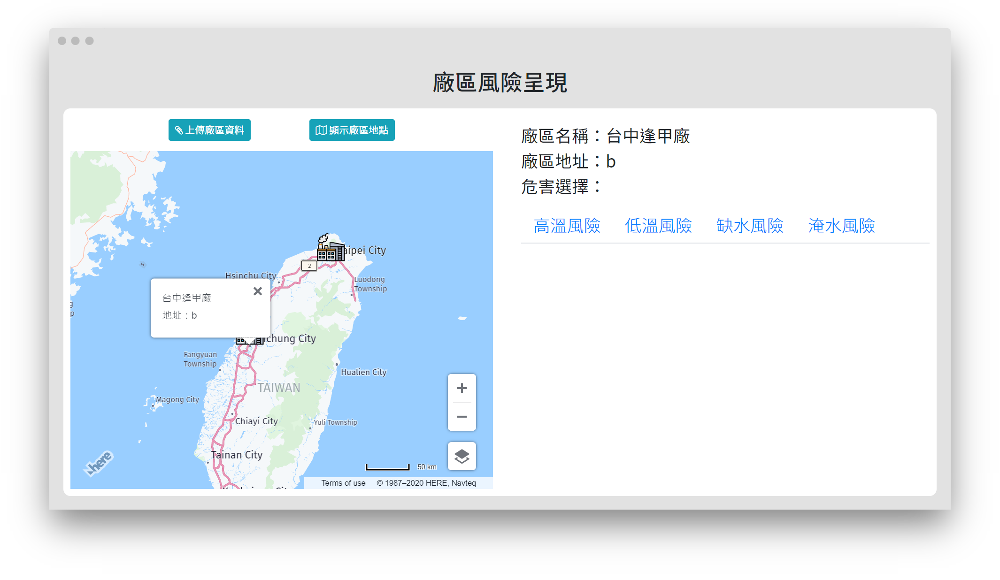 廠區風險呈現
上傳廠區資料
顯示廠區地點
廠區名稱：台中逢甲廠
廠區地址：b
危害選擇：
高溫風險 低溫風險 缺水風險 淹水風險
aipei City
2
Hsinchu City
Luodong
Township
台中逢甲廠
地址：b
chung City
Fangyuan
Township
Hualien City
TAIWAN
Magong City
Chiayi City
Yuli Township
Tainan City
here
50 km
Terms of use © 1987–2020 HERE, Navteq